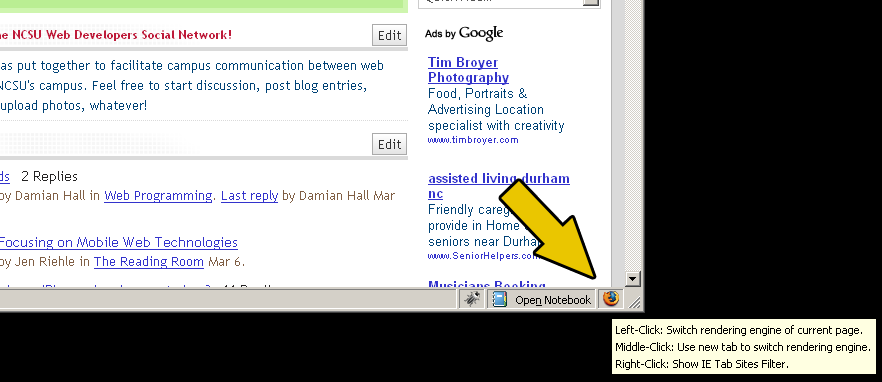 ne NCSU Web Developers Social Network!
Edit
as put together to facilitate campus communication between web
NCSU's campus. Feel free to start discussion, post blog entries,
upload photos, whatever!
Edit
ds 2 Replies
by Damian Hall in Web Programming. Last reply by Damian Hall Mar
Focusing on Mobile Web Technologies
by Jen Riehle in The Reading Room Mar 6.
Ads by Google
Tim Broyer
Photography
Food, Portraits &
Advertising Location
specialist with creativity
www.timbroyer.com
assisted living durham
nc
Friendly
provide in Home
seniors near
www.SeniorHelpers.com
Musicians Booking
Open Notebook
Left-Click: Switch rendering engine of current page.
Middle-Click: Use new tab to switch rendering engine.
Right-Click: Show IE Tab Sites Filter.